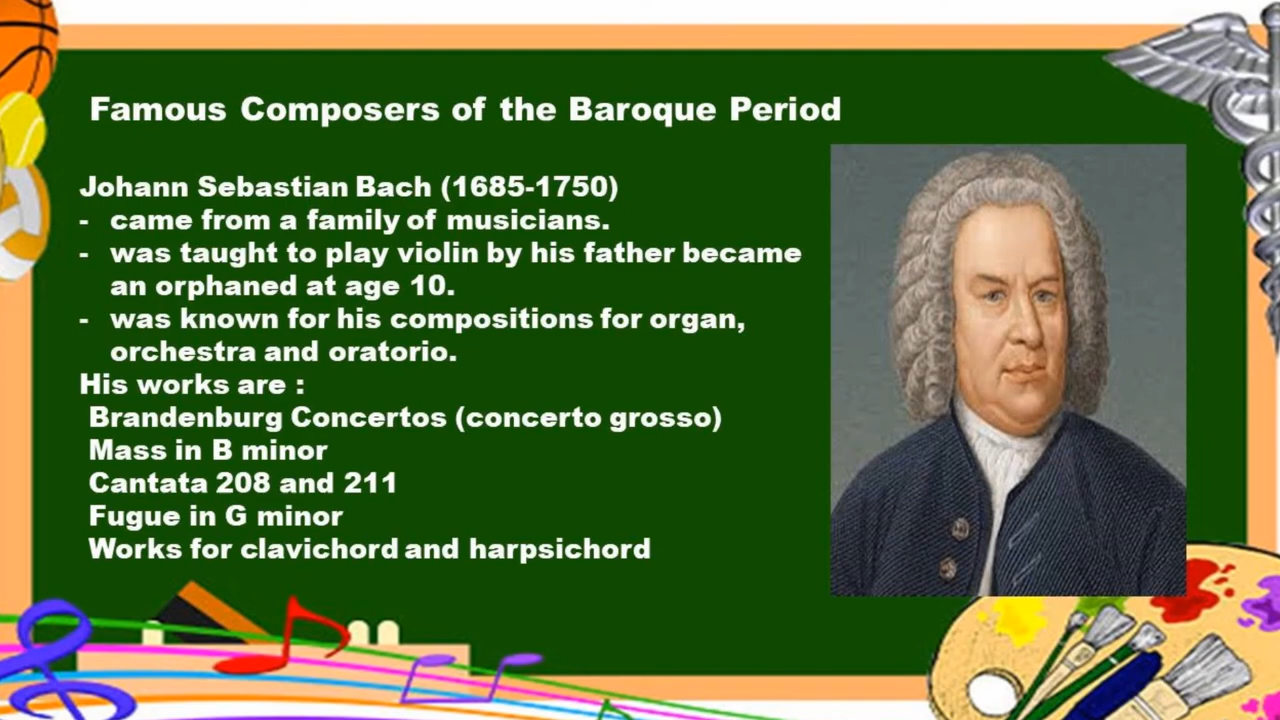 Famous Composers of the Baroque Period
Johann Sebastian Bach (1685-1750)
- came from a family of musicians.
- was taught to play violin by his father became
an orphaned at age 10.
- was known for his compositions for organ,
orchestra and oratorio.
His works are :
Brandenburg Concertos (concerto grosso)
Mass in B minor
Cantata 208 and 211
Fugue in G minor
Works for clavichord and harpsichord